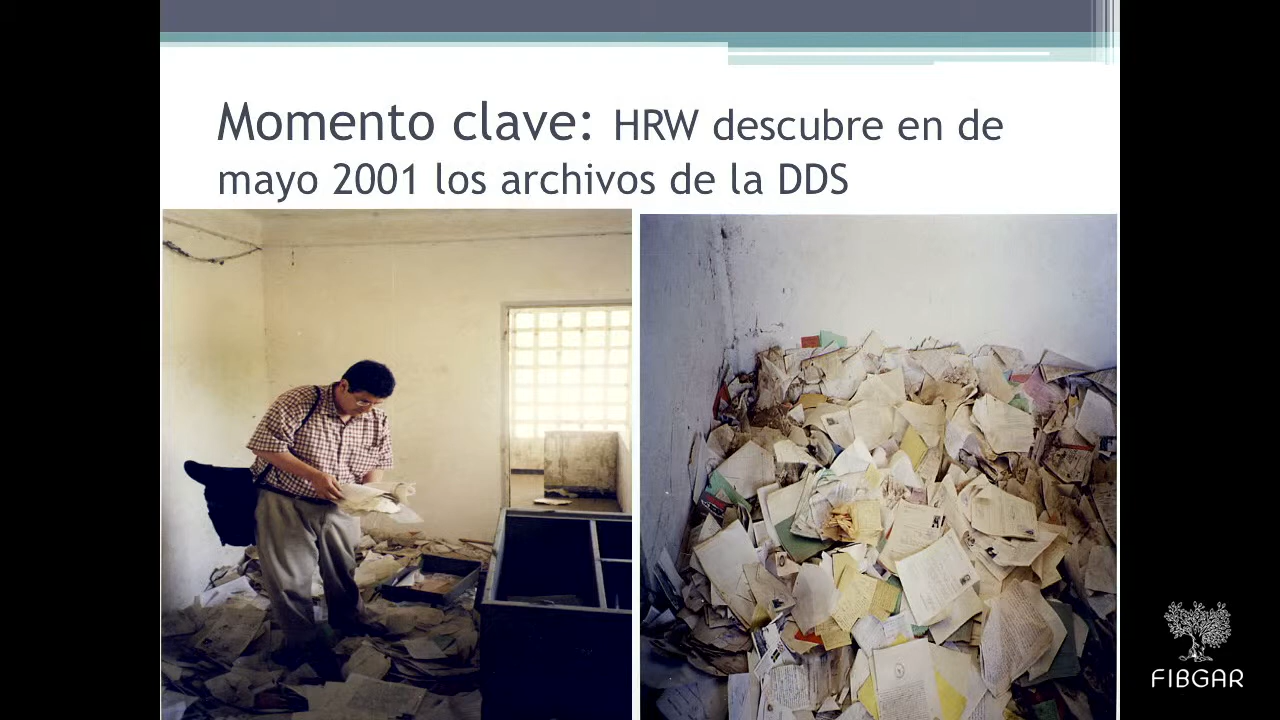 Momento clave: HRW descubre en de
mayo 2001 los archivos de la DDS
FIBGAR